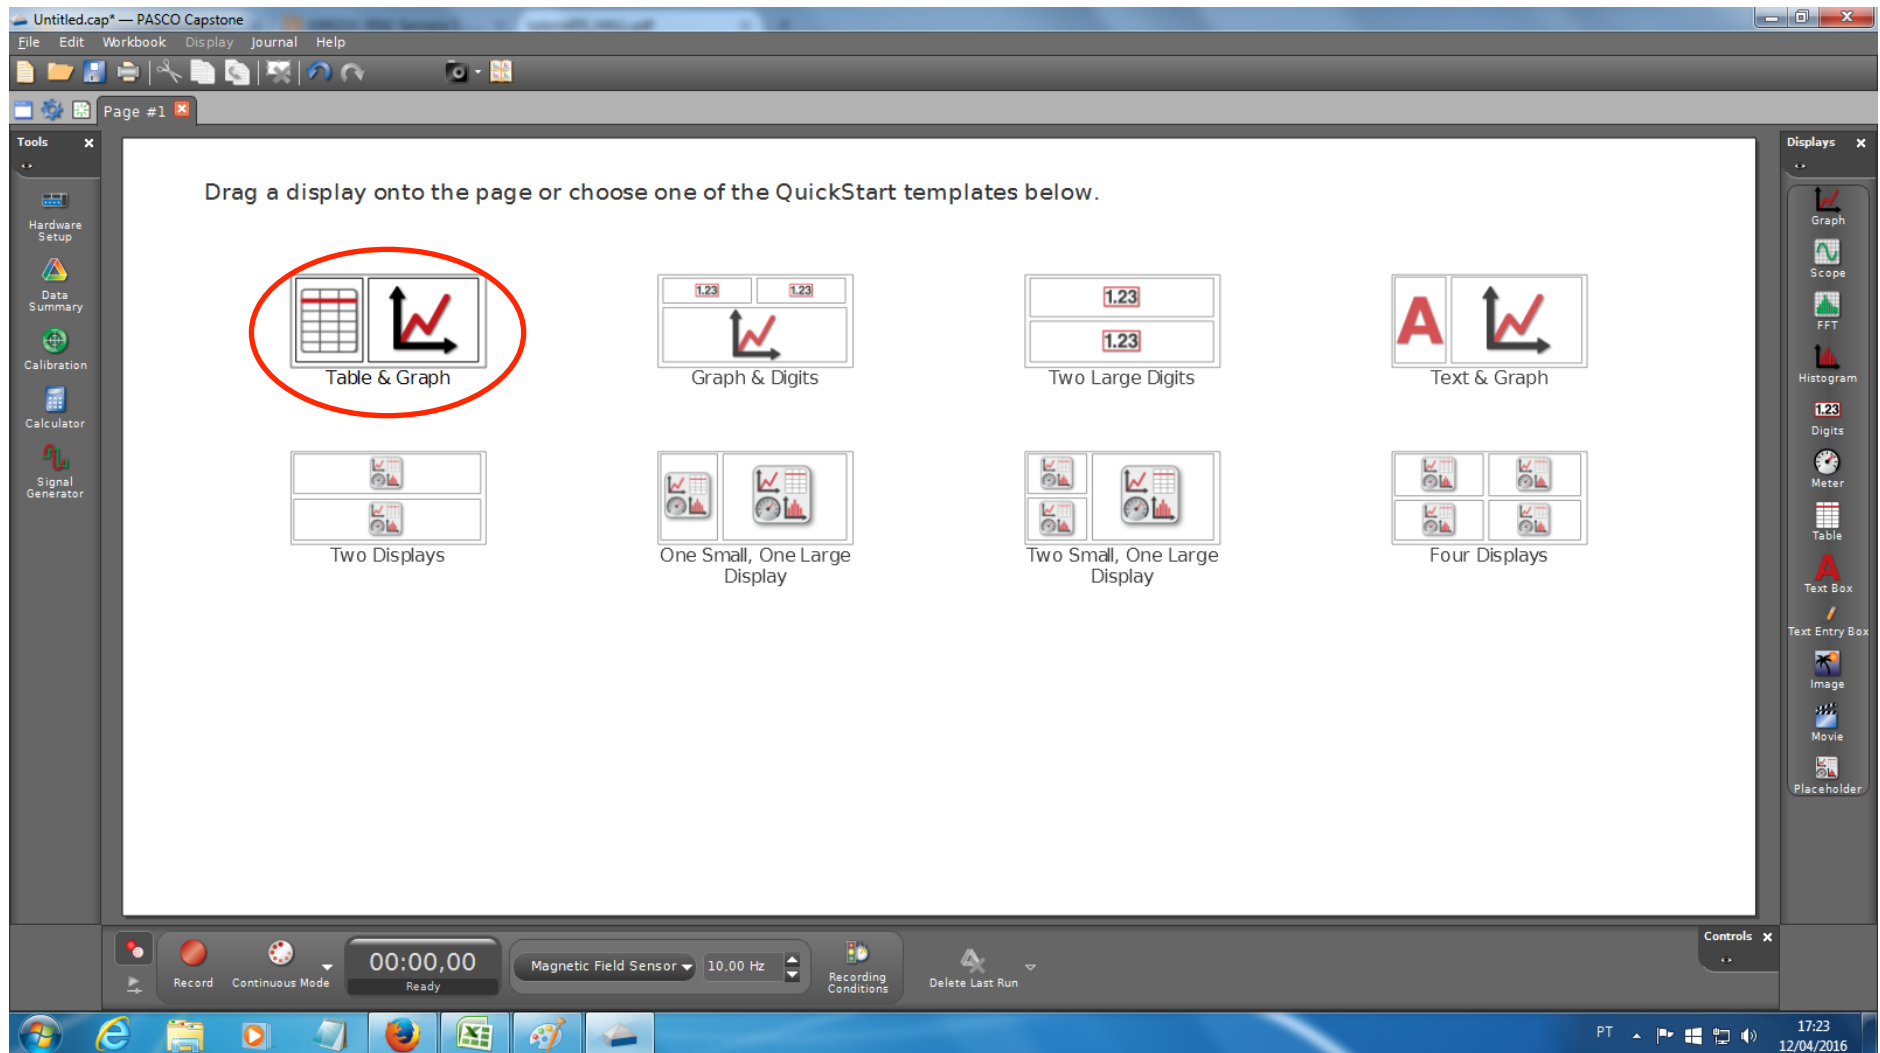 Untitled.cap* — PASCO Capstone
File Edit Workbook Display Journal Help
Page #1
Tools
Hardware
Setup
Data
Summary
Calibration
Calculator
Signal
Generator
Drag a display onto the page or choose one of the QuickStart templates below.
Table & Graph
1.23
1.23
Graph & Digits
1.23
1.23
Two Large Digits
A
Text & Graph
Two Displays
One Small, One Large
Display
Two Small, One Large
Display
Four Displays
Displays
Graph
Scope
FFT
Histogram
1.23
Digits
Meter
Table
A
Text Box
Text Entry Box
Image
Movie
Placeholder
Record
Continuous Mode
00:00,00
Ready
Magnetic Field Sensor
10,00 Hz
Recording
Conditions
Delete Last Run
Controls
PT
17:23
12/04/2016